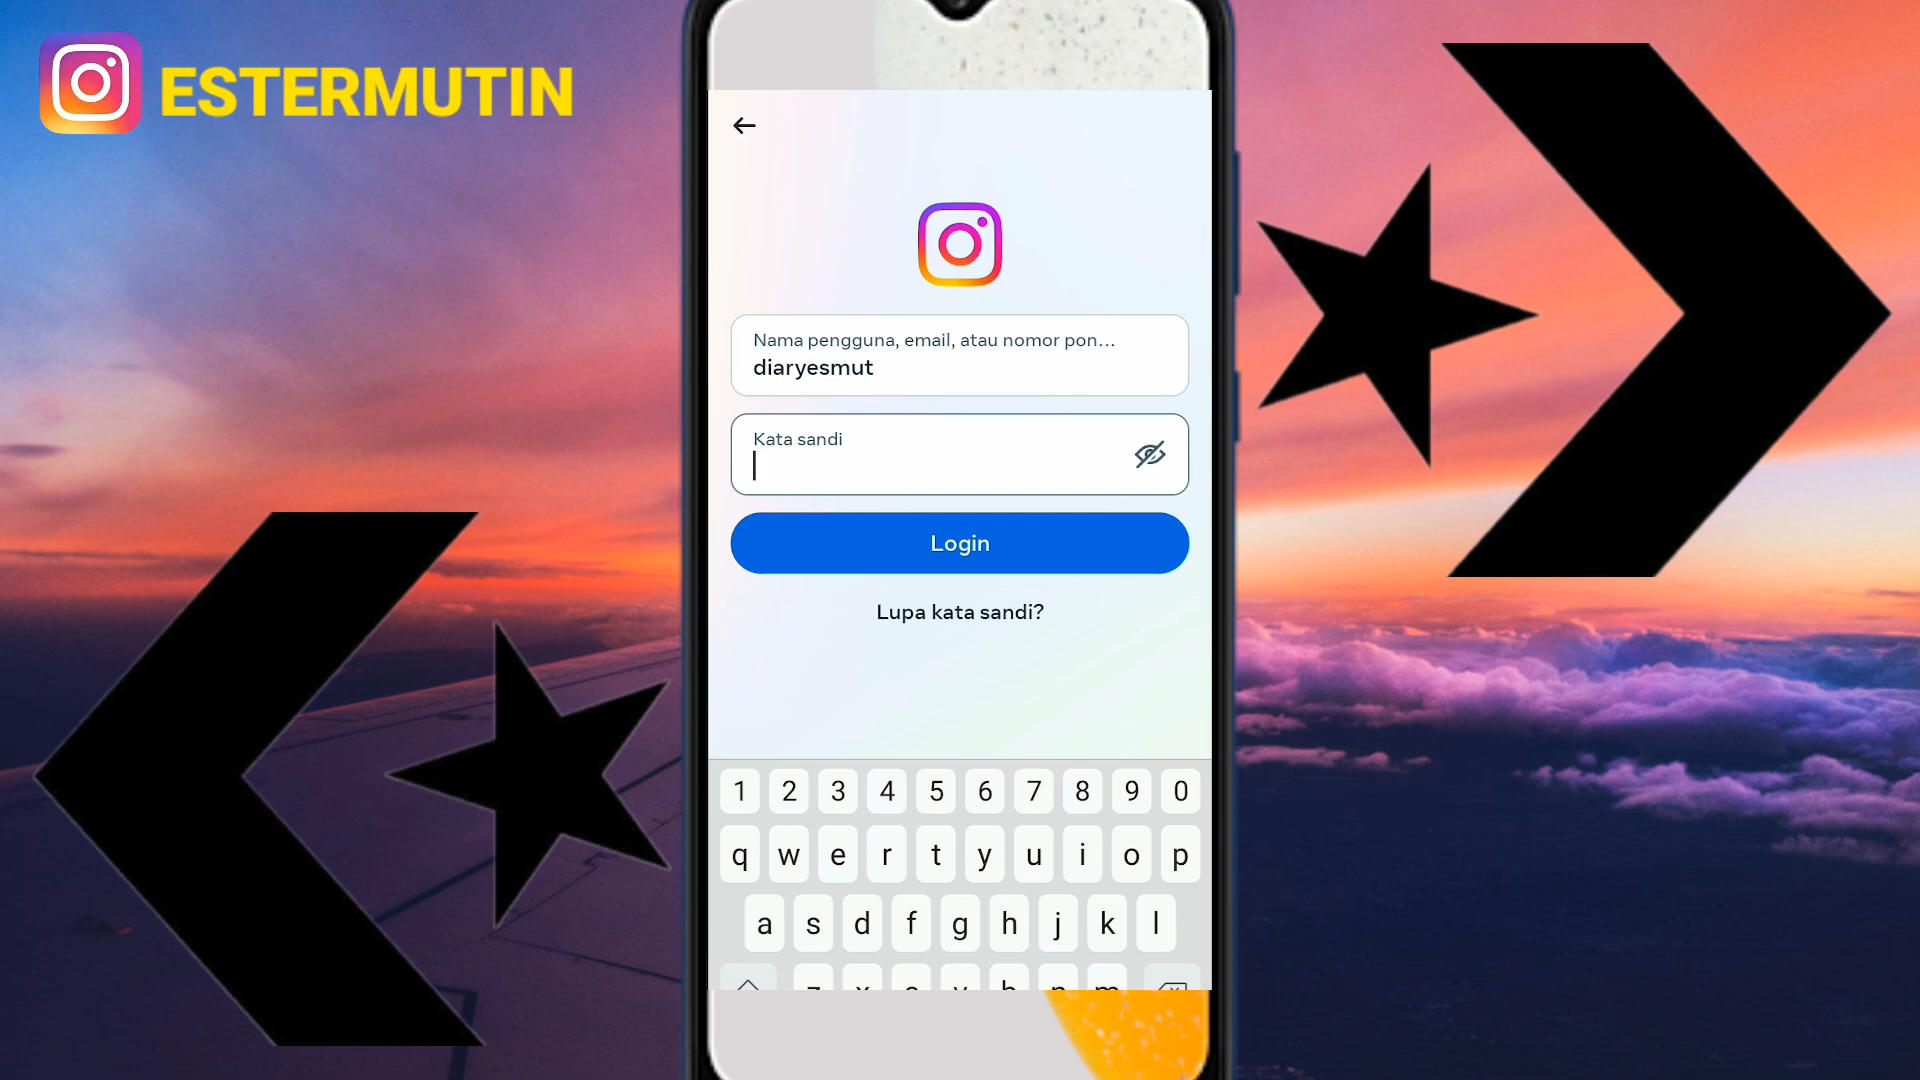 ESTERMUTIN
Nama pengguna, email, atau nomor pon...
diaryesmut
Kata sandi
Login
Lupa kata sandi?
1 2 3 4 5 6 7 8 9 0
q w e r t y u i o p
a s d f g h j k l
z x c v b n m